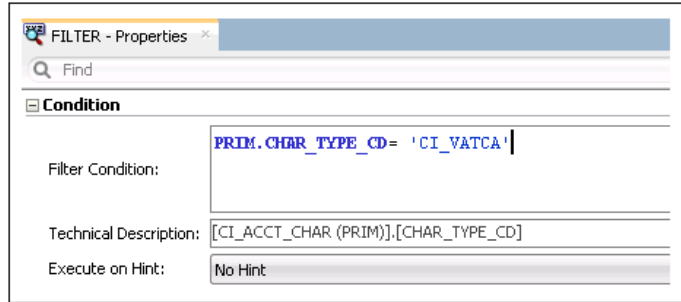 FILTER - Properties
Find
Condition
Filter Condition:
PRIM.CHAR_TYPE_CD= 'CI_VATCA'
Technical Description: [CI_ACCT_CHAR (PRIM)].[CHAR_TYPE_CD]
Execute on Hint: No Hint